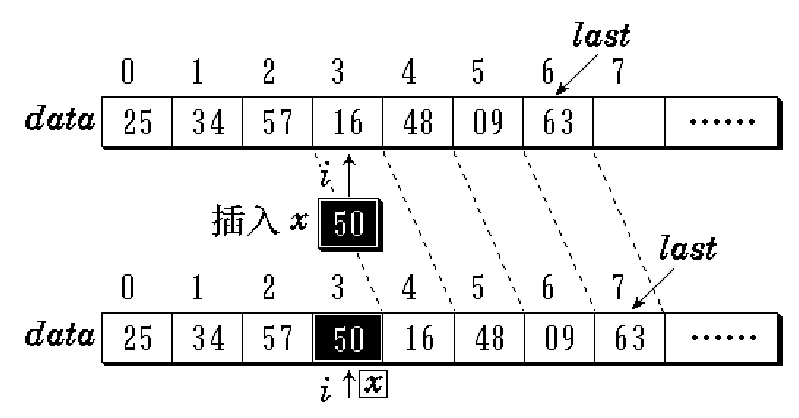 last
0 1 2 3 4 5 6 7
data 25 34 57 16 48 09 63 ······
i
插入 x 50
last
0 1 2 3 4 5 6 7
data 25 34 57 50 16 48 09 63 ······
i x